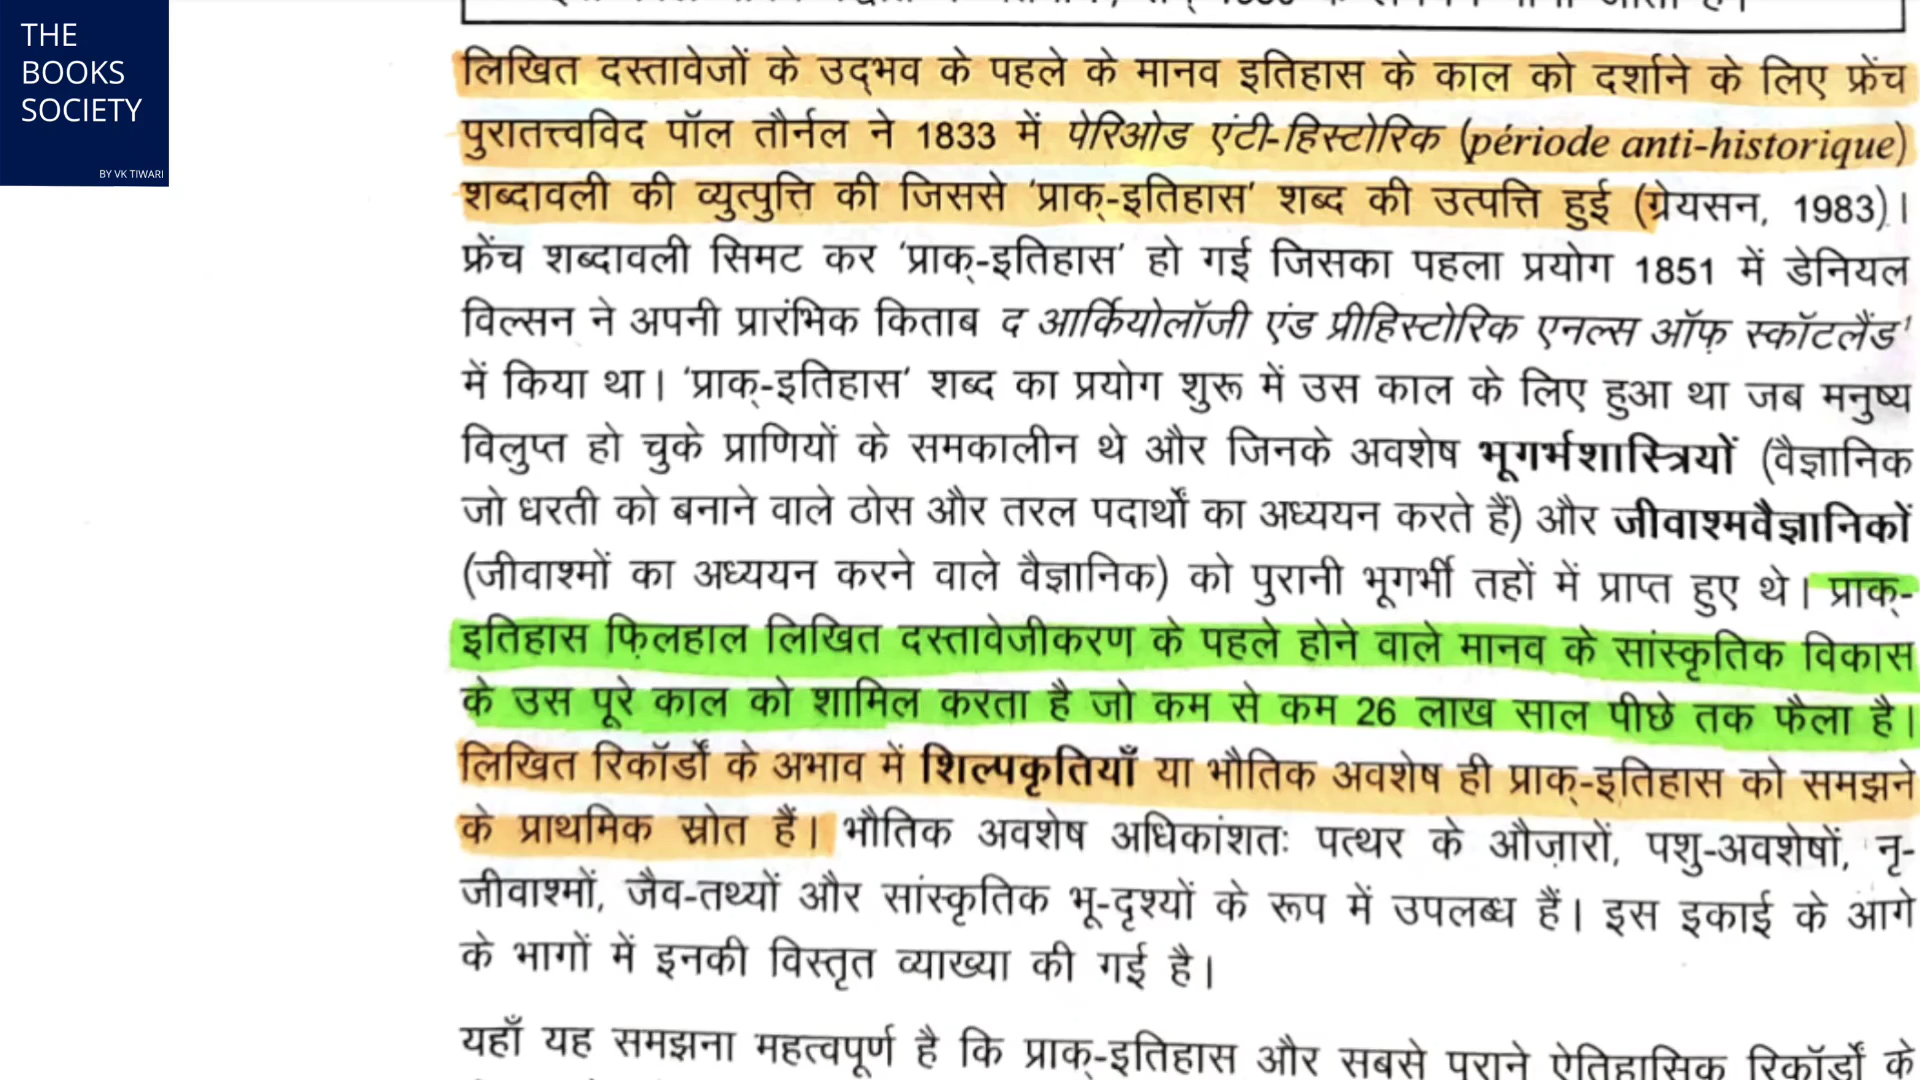 THE
BOOKS
SOCIETY
BY VK TIWARI
लिखित दस्तावेजों के उद्भव के पहले के मानव इतिहास के काल को दर्शाने के लिए फ्रेंच
पुरातत्त्वविद पॉल तौर्नल ने 1833 में पेरिओड एंटी-हिस्टोरिक (période anti-historique)
शब्दावली की व्युत्पुत्ति की जिससे 'प्राक्-इतिहास' शब्द की उत्पत्ति हुई (ग्रेयसन, 1983)।
फ्रेंच शब्दावली सिमट कर 'प्राक्-इतिहास' हो गई जिसका पहला प्रयोग 1851 में डेनियल
विल्सन ने अपनी प्रारंभिक किताब द आर्कियोलॉजी एंड प्रीहिस्टोरिक एनल्स ऑफ़ स्कॉटलैंड¹
में किया था। 'प्राक्-इतिहास' शब्द का प्रयोग शुरू में उस काल के लिए हुआ था जब मनुष्य
विलुप्त हो चुके प्राणियों के समकालीन थे और जिनके अवशेष भूगर्भशास्त्रियों (वैज्ञानिक
जो धरती को बनाने वाले ठोस और तरल पदार्थों का अध्ययन करते हैं) और जीवाश्मवैज्ञानिकों
(जीवाश्मों का अध्ययन करने वाले वैज्ञानिक) को पुरानी भूगर्भी तहों में प्राप्त हुए थे। प्राक्-
इतिहास फ़िलहाल लिखित दस्तावेजीकरण के पहले होने वाले मानव के सांस्कृतिक विकास
के उस पूरे काल को शामिल करता है जो कम से कम 26 लाख साल पीछे तक फैला है।
लिखित रिकॉर्डों के अभाव में शिल्पकृतियाँ या भौतिक अवशेष ही प्राक्-इतिहास को समझने
के प्राथमिक स्रोत हैं। भौतिक अवशेष अधिकांशतः पत्थर के औज़ारों, पशु-अवशेषों, नृ-
जीवाश्मों, जैव-तथ्यों और सांस्कृतिक भू-दृश्यों के रूप में उपलब्ध हैं। इस इकाई के आगे
के भागों में इनकी विस्तृत व्याख्या की गई है।
यहाँ यह समझना महत्वपूर्ण है कि प्राक्-इतिहास और सबसे पुराने ऐतिहासिक रिकॉर्डों के